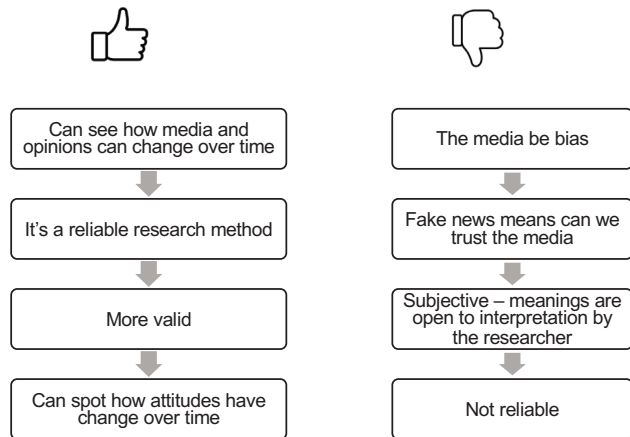 Can see how media and
opinions can change over time
It's a reliable research method
More valid
Can spot how attitudes have
change over time
The media be bias
Fake news means can we
trust the media
Subjective – meanings are
open to interpretation by
the researcher
Not reliable